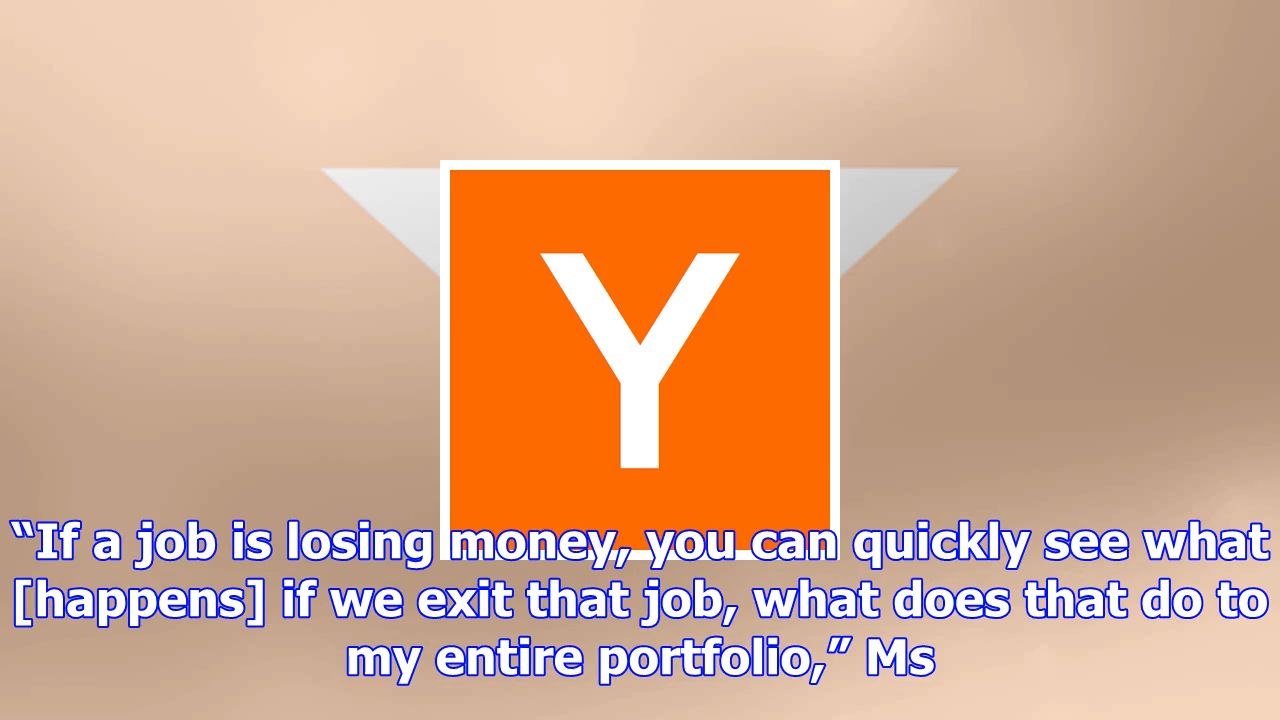 Y
“If a job is losing money, you can quickly see what
[happens] if we exit that job, what does that do to
my entire portfolio,” Ms